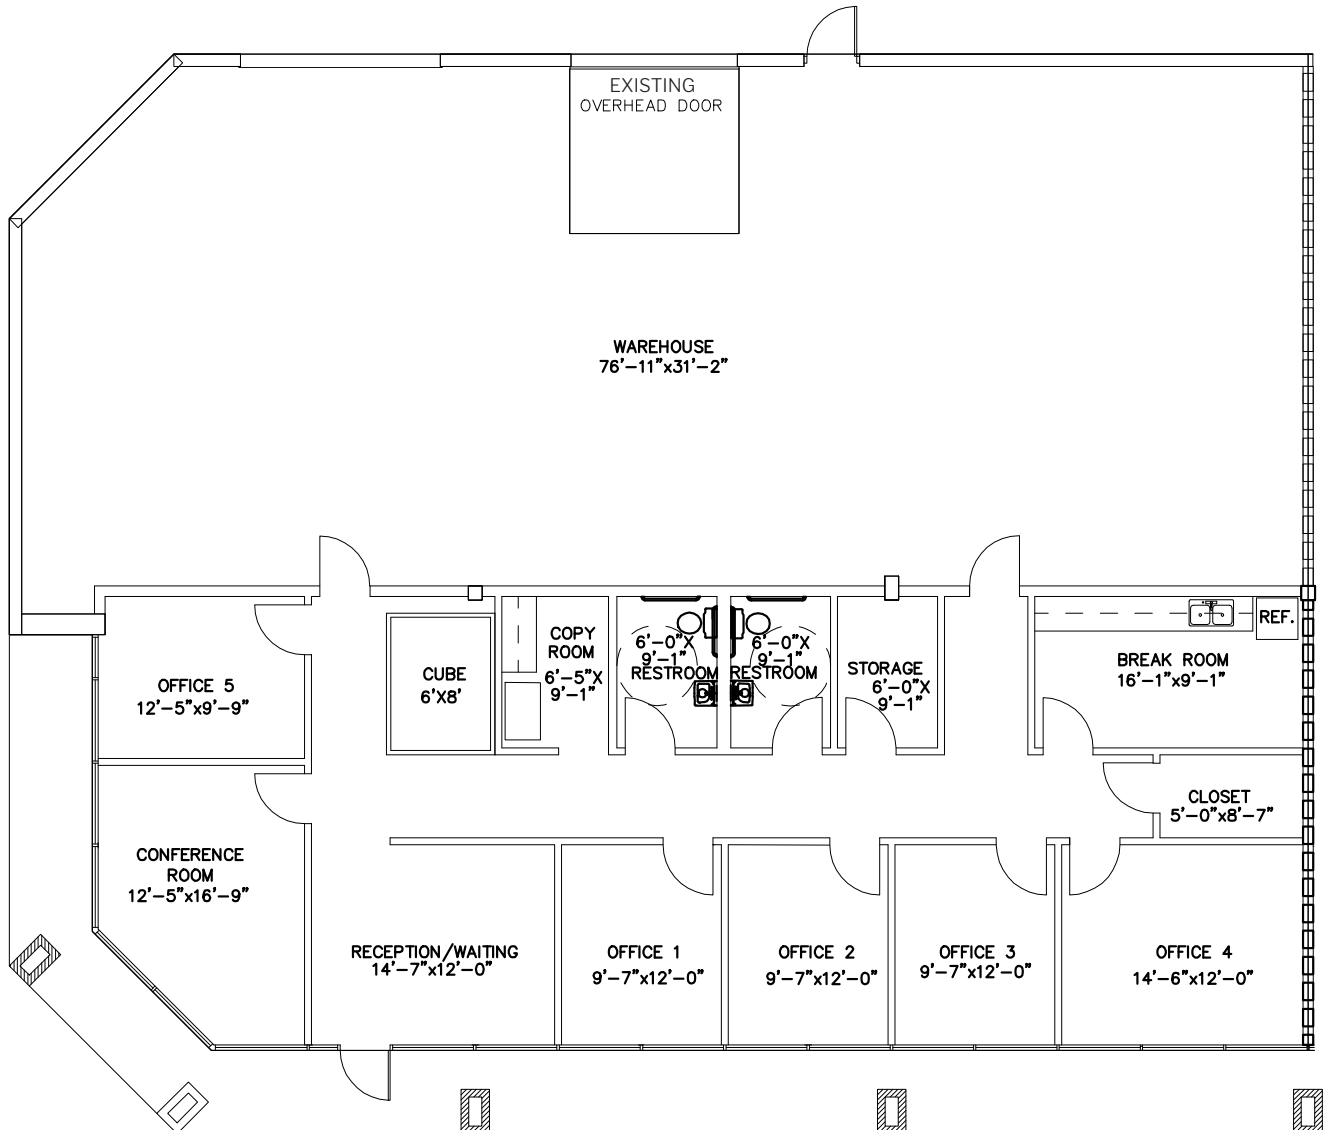 EXISTING
OVERHEAD DOOR
WAREHOUSE
76'-11"x31'-2"
OFFICE 5
12'-5"x9'-9"
CUBE
6'X8'
COPY
ROOM
6'-5"X
9'-1"
6'-0"X
9'-1"
RESTROOM
6'-0"X
9'-1"
RESTROOM
STORAGE
6'-0"X
9'-1"
REF.
BREAK ROOM
16'-1"x9'-1"
CLOSET
5'-0"x8'-7"
CONFERENCE
ROOM
12'-5"x16'-9"
RECEPTION/WAITING
14'-7"x12'-0"
OFFICE 1
9'-7"x12'-0"
OFFICE 2
9'-7"x12'-0"
OFFICE 3
9'-7"x12'-0"
OFFICE 4
14'-6"x12'-0"